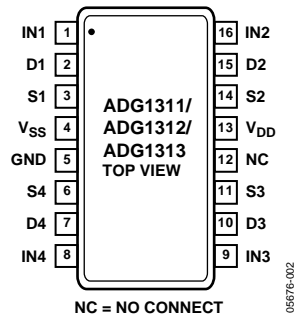 IN1 1 16 IN2
D1 2 15 D2
S1 3 14 S2
VSS 4 13 VDD
GND 5 12 NC
S4 6 11 S3
D4 7 10 D3
IN4 8 9 IN3
ADG1311/
ADG1312/
ADG1313
TOP VIEW
NC = NO CONNECT
05676-002